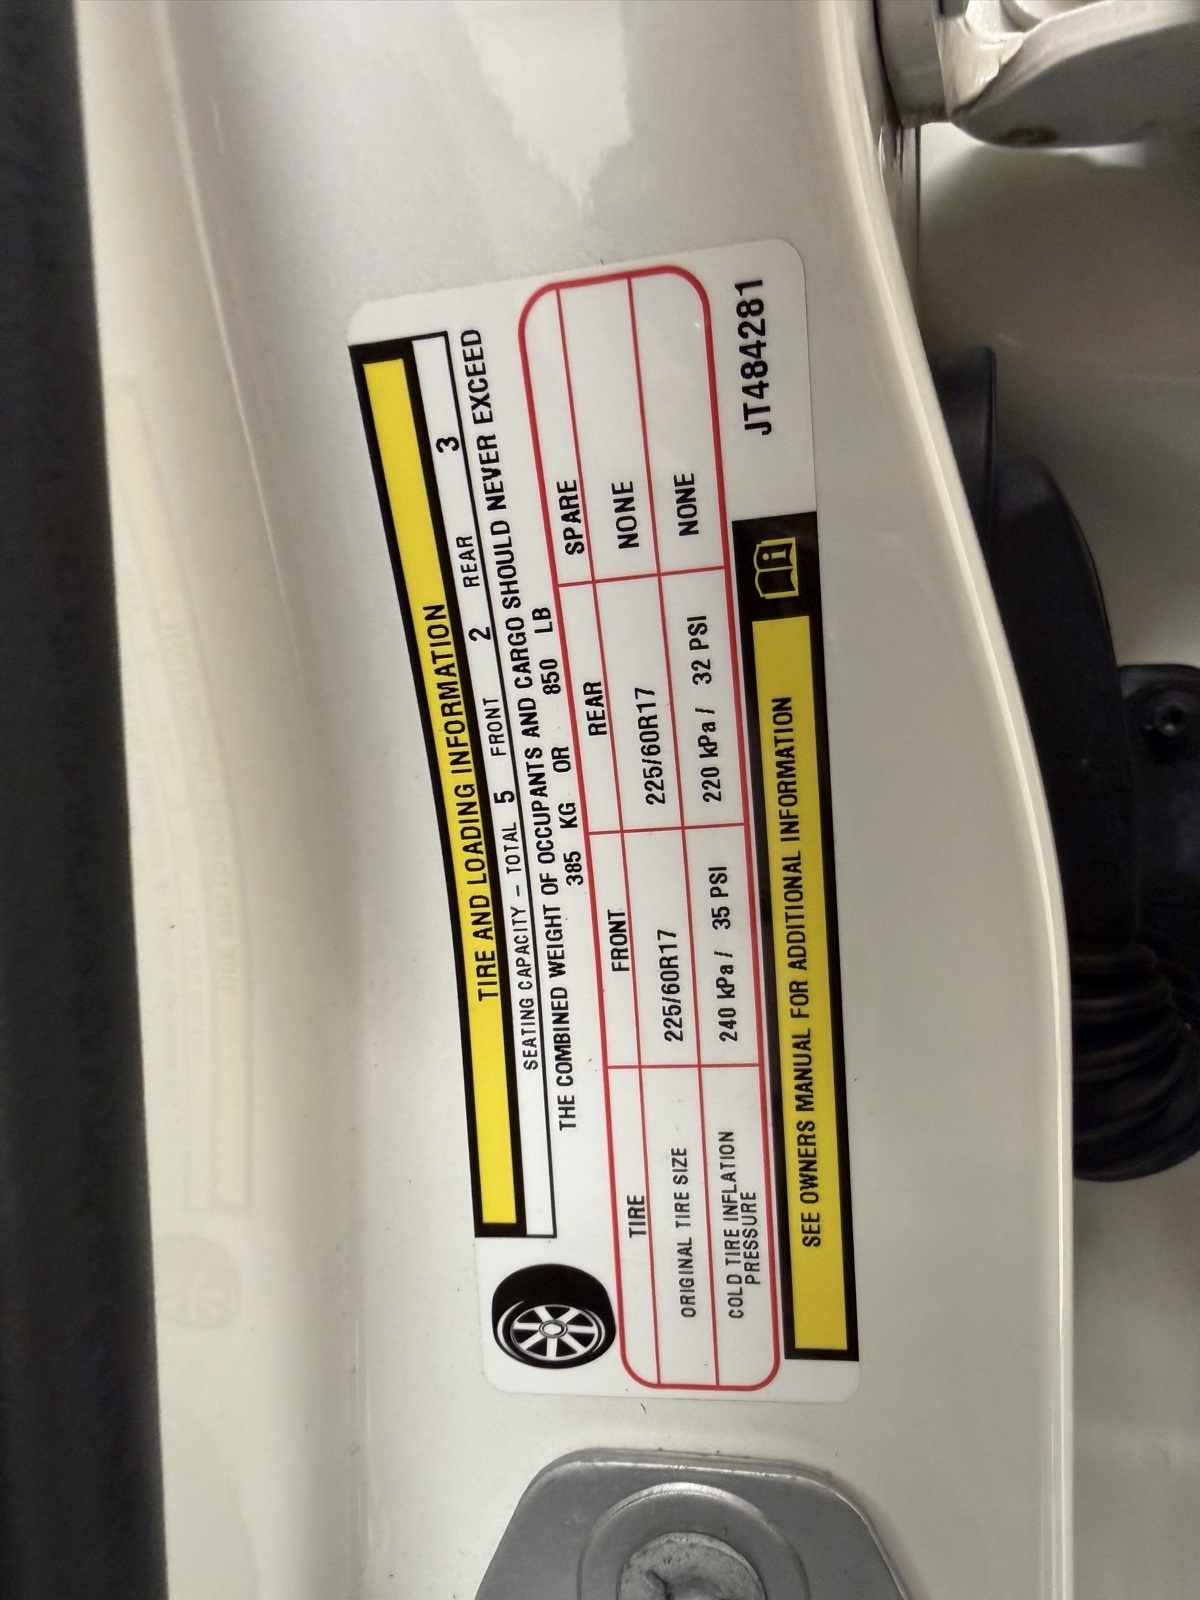 TIRE AND LOADING INFORMATION
SEATING CAPACITY – TOTAL 5 FRONT 2 REAR 3
THE COMBINED WEIGHT OF OCCUPANTS AND CARGO SHOULD NEVER EXCEED
385 KG OR 850 LB
TIRE FRONT REAR SPARE
ORIGINAL TIRE SIZE 225/60R17 225/60R17 NONE
COLD TIRE INFLATION
PRESSURE 240 kPa / 35 PSI 220 kPa / 32 PSI NONE
SEE OWNERS MANUAL FOR ADDITIONAL INFORMATION
JT484281